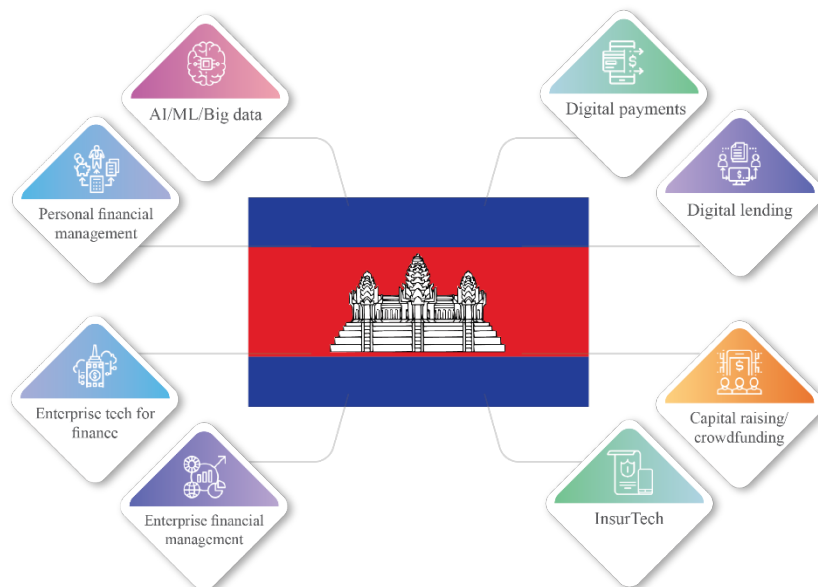 AI/ML/Big data
Digital payments
Personal financial
management
Digital lending
Enterprise tech for
finance
Capital raising/
crowdfunding
Enterprise financial
management
InsurTech